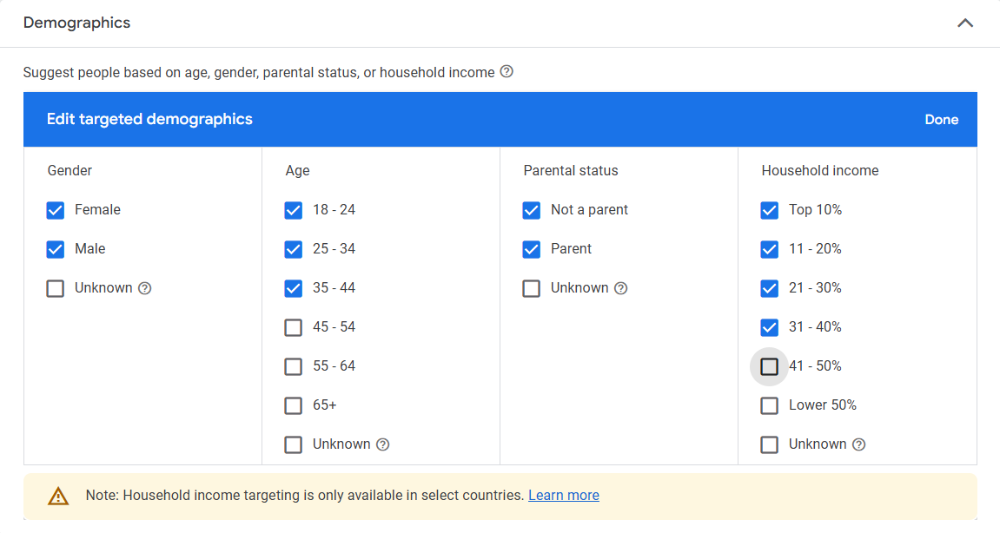 Demographics
Suggest people based on age, gender, parental status, or household income
Edit targeted demographics
Done
Gender
Female
Male
Unknown
Age
18 - 24
25 - 34
35 - 44
45 - 54
55 - 64
65+
Unknown
Parental status
Not a parent
Parent
Unknown
Household income
Top 10%
11 - 20%
21 - 30%
31 - 40%
41 - 50%
Lower 50%
Unknown
Note: Household income targeting is only available in select countries. Learn more